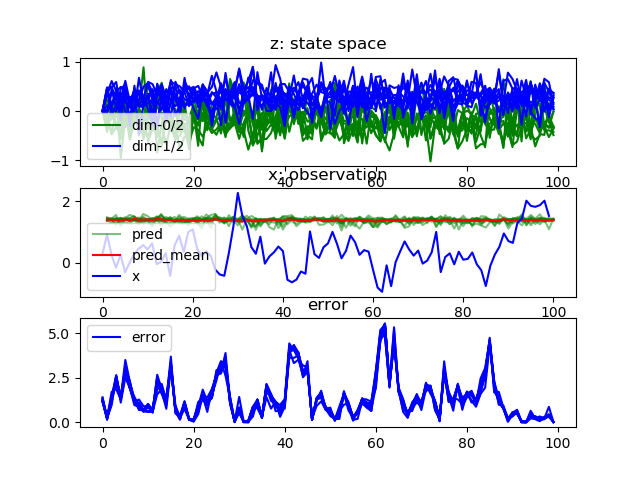 z: state space
1
0
−1
dim-0/2
dim-1/2
0 20 40 60 80 100
x: observation
2
0
pred
pred_mean
x
0 20 40 60 80 100
error
5.0
2.5
0.0
error
0 20 40 60 80 100